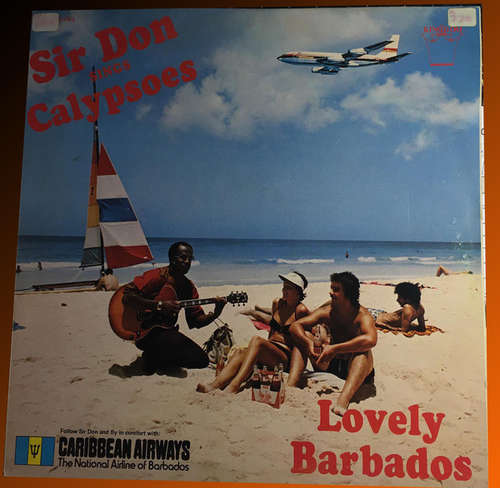 Sir Don
SINGS
Calypsoes
Follow Sir Don and fly in comfort with:
CARIBBEAN AIRWAYS
The National Airline of Barbados
Lovely
Barbados